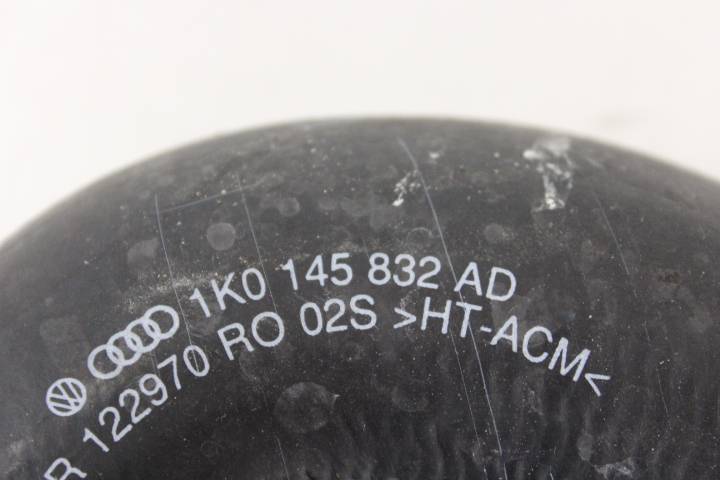 1K0 145 832 AD
R 122970 RO 02S >HT-ACM<